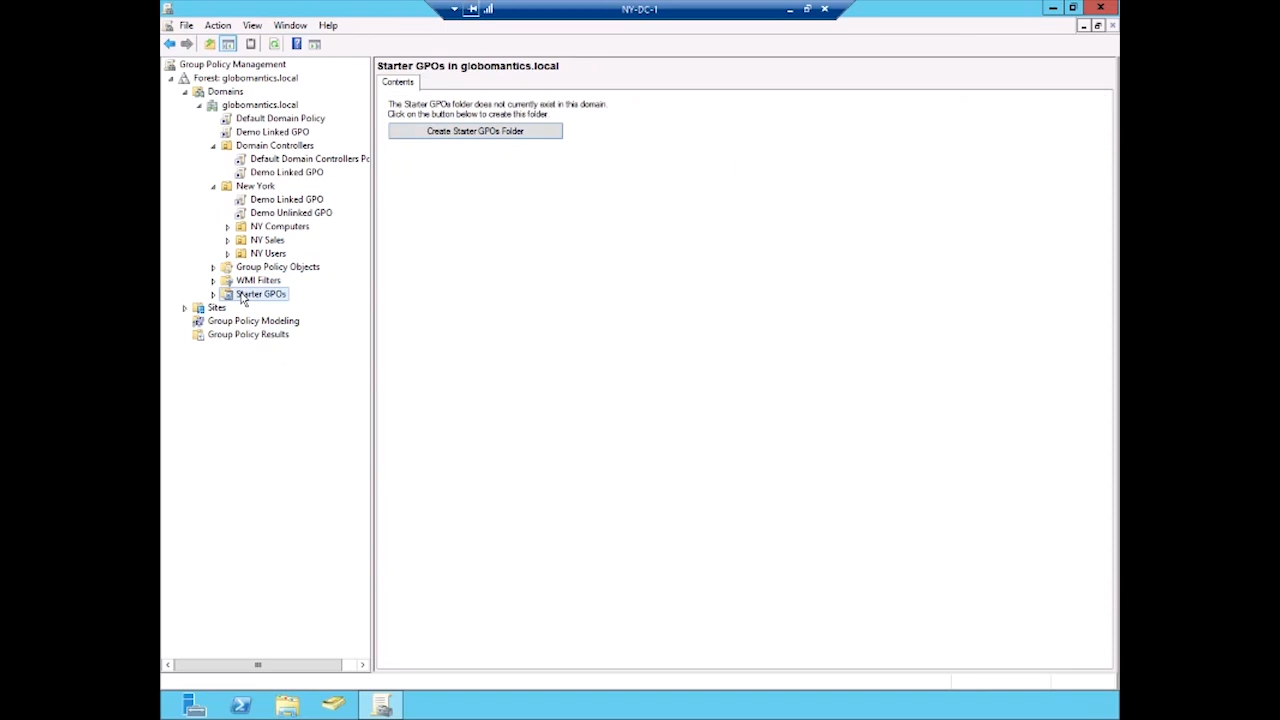 NY-DC-1
File Action View Window Help
Group Policy Management
Forest: globomantics.local
Domains
globomantics.local
Default Domain Policy
Demo Linked GPO
Domain Controllers
Default Domain Controllers Po
Demo Linked GPO
New York
Demo Linked GPO
Demo Unlinked GPO
NY Computers
NY Sales
NY Users
Group Policy Objects
WMI Filters
Starter GPOs
Sites
Group Policy Modeling
Group Policy Results
Starter GPOs in globomantics.local
Contents
The Starter GPOs folder does not currently exist in this domain.
Click on the button below to create this folder.
Create Starter GPOs Folder